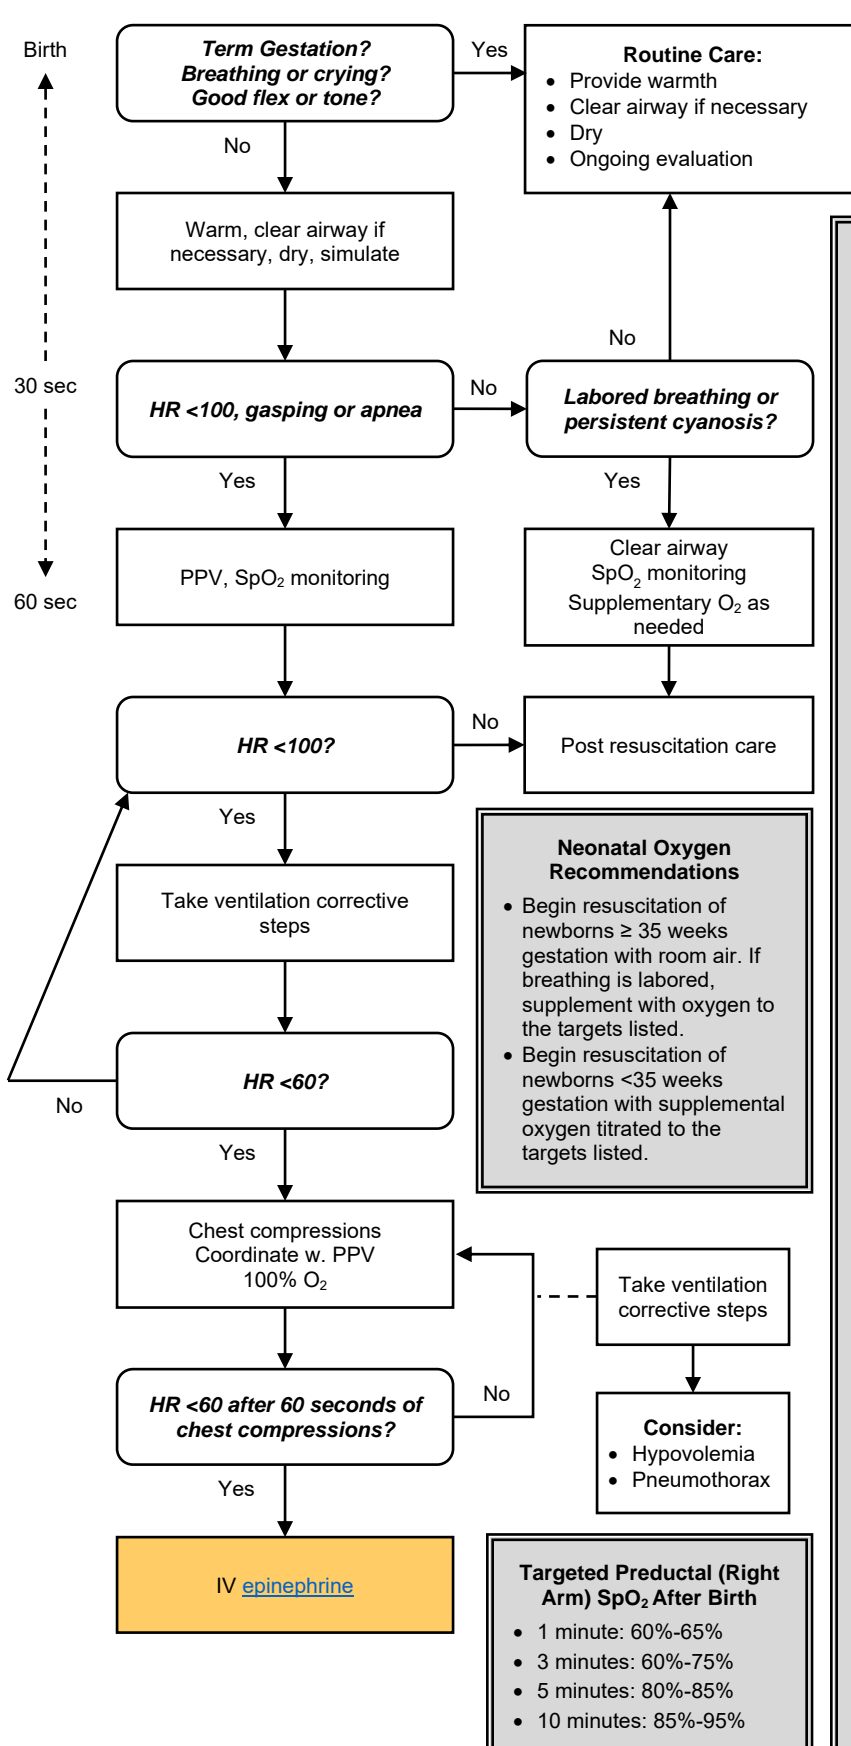 Birth
Term Gestation?
Breathing or crying?
Good flex or tone?
Yes
Routine Care:
• Provide warmth
• Clear airway if necessary
• Dry
• Ongoing evaluation
No
Warm, clear airway if
necessary, dry, simulate
No
30 sec
HR <100, gasping or apnea
No
Labored breathing or
persistent cyanosis?
Yes
Yes
PPV, SpO₂ monitoring
60 sec
Clear airway
SpO₂ monitoring
Supplementary O₂ as
needed
HR <100?
No
Post resuscitation care
Yes
Take ventilation corrective
steps
Neonatal Oxygen
Recommendations
• Begin resuscitation of
newborns ≥ 35 weeks
gestation with room air. If
breathing is labored,
supplement with oxygen to
the targets listed.
• Begin resuscitation of
newborns <35 weeks
gestation with supplemental
oxygen titrated to the
targets listed.
HR <60?
No
Yes
Chest compressions
Coordinate w. PPV
100% O₂
Take ventilation
corrective steps
HR <60 after 60 seconds of
chest compressions?
No
Consider:
• Hypovolemia
• Pneumothorax
Yes
IV epinephrine
Targeted Preductal (Right
Arm) SpO₂ After Birth
• 1 minute: 60%-65%
• 3 minutes: 60%-75%
• 5 minutes: 80%-85%
• 10 minutes: 85%-95%